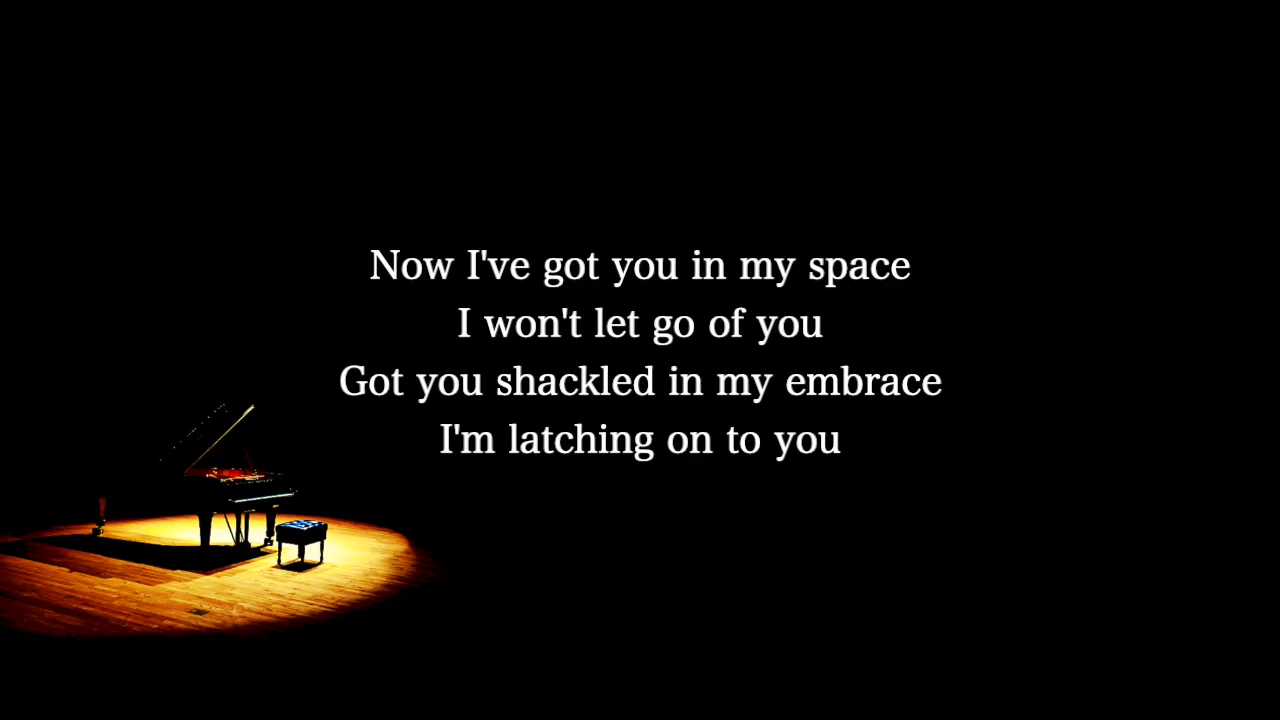 Now I've got you in my space
I won't let go of you
Got you shackled in my embrace
I'm latching on to you